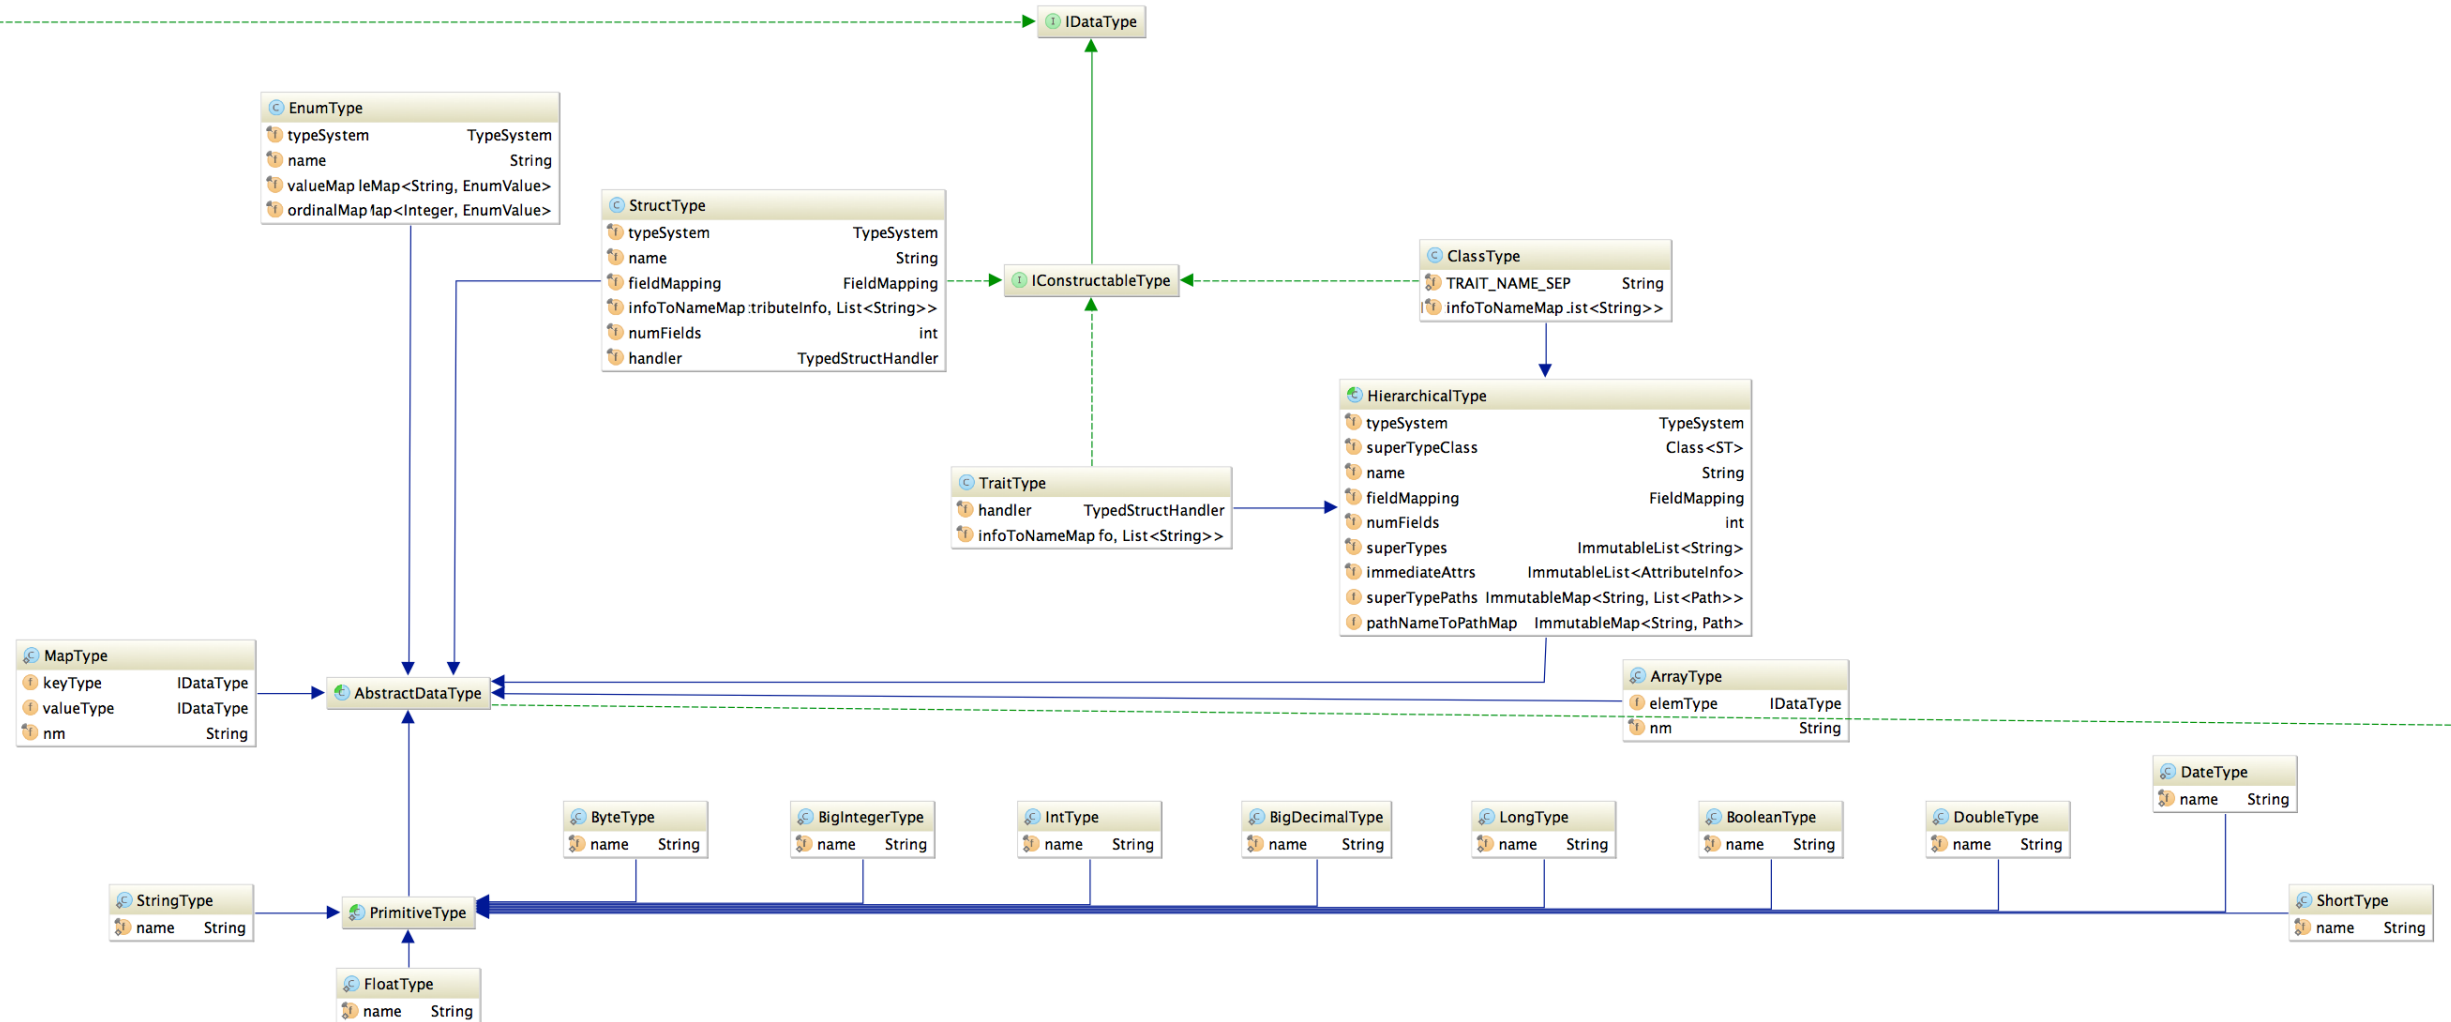 IDataType
EnumType
typeSystem TypeSystem
name String
valueMap leMap<String, EnumValue>
ordinalMap Map<Integer, EnumValue>
StructType
typeSystem TypeSystem
name String
fieldMapping FieldMapping
infoToNameMap :tributeInfo, List<String>>
numFields int
handler TypedStructHandler
IConstructableType
ClassType
TRAIT_NAME_SEP String
infoToNameMap .ist<String>>
HierarchicalType
typeSystem TypeSystem
superTypeClass Class<ST>
name String
fieldMapping FieldMapping
numFields int
superTypes ImmutableList<String>
immediateAttrs ImmutableList<AttributeInfo>
superTypePaths ImmutableMap<String, List<Path>>
pathNameToPathMap ImmutableMap<String, Path>
TraitType
handler TypedStructHandler
infoToNameMap fo, List<String>>
MapType
keyType IDataType
valueType IDataType
nm String
AbstractDataType
ArrayType
elemType IDataType
nm String
DateType
name String
ByteType
name String
BigIntegerType
name String
IntType
name String
BigDecimalType
name String
LongType
name String
BooleanType
name String
DoubleType
name String
StringType
name String
PrimitiveType
ShortType
name String
FloatType
name String